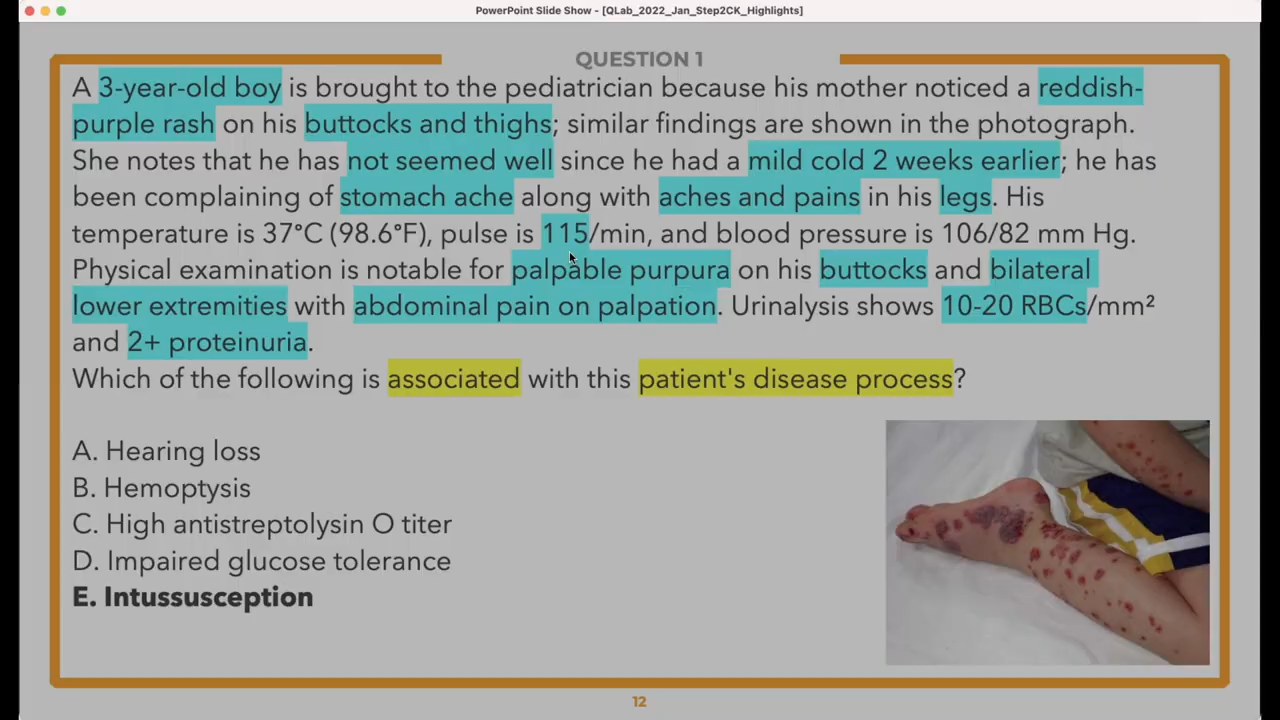 PowerPoint Slide Show - [QLab_2022_Jan_Step2CK_Highlights]
QUESTION 1
A 3-year-old boy is brought to the pediatrician because his mother noticed a reddish-
purple rash on his buttocks and thighs; similar findings are shown in the photograph.
She notes that he has not seemed well since he had a mild cold 2 weeks earlier; he has
been complaining of stomach ache along with aches and pains in his legs. His
temperature is 37°C (98.6°F), pulse is 115/min, and blood pressure is 106/82 mm Hg.
Physical examination is notable for palpable purpura on his buttocks and bilateral
lower extremities with abdominal pain on palpation. Urinalysis shows 10-20 RBCs/mm²
and 2+ proteinuria.
Which of the following is associated with this patient's disease process?
A. Hearing loss
B. Hemoptysis
C. High antistreptolysin O titer
D. Impaired glucose tolerance
E. Intussusception
12